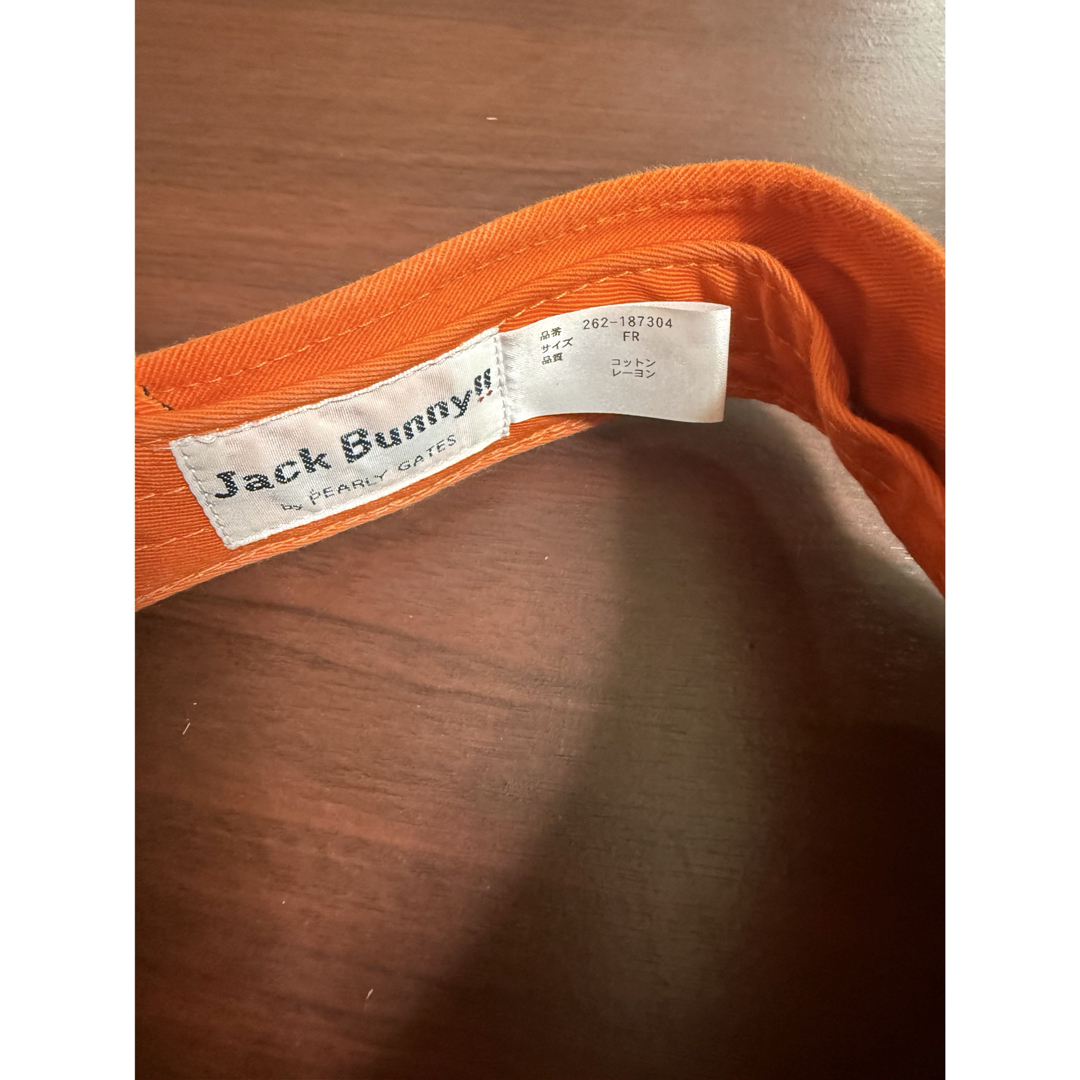 Jack Bunny!!
by PEARLY GATES
品番 262-187304
サイズ FR
品質 コットン
レーヨン